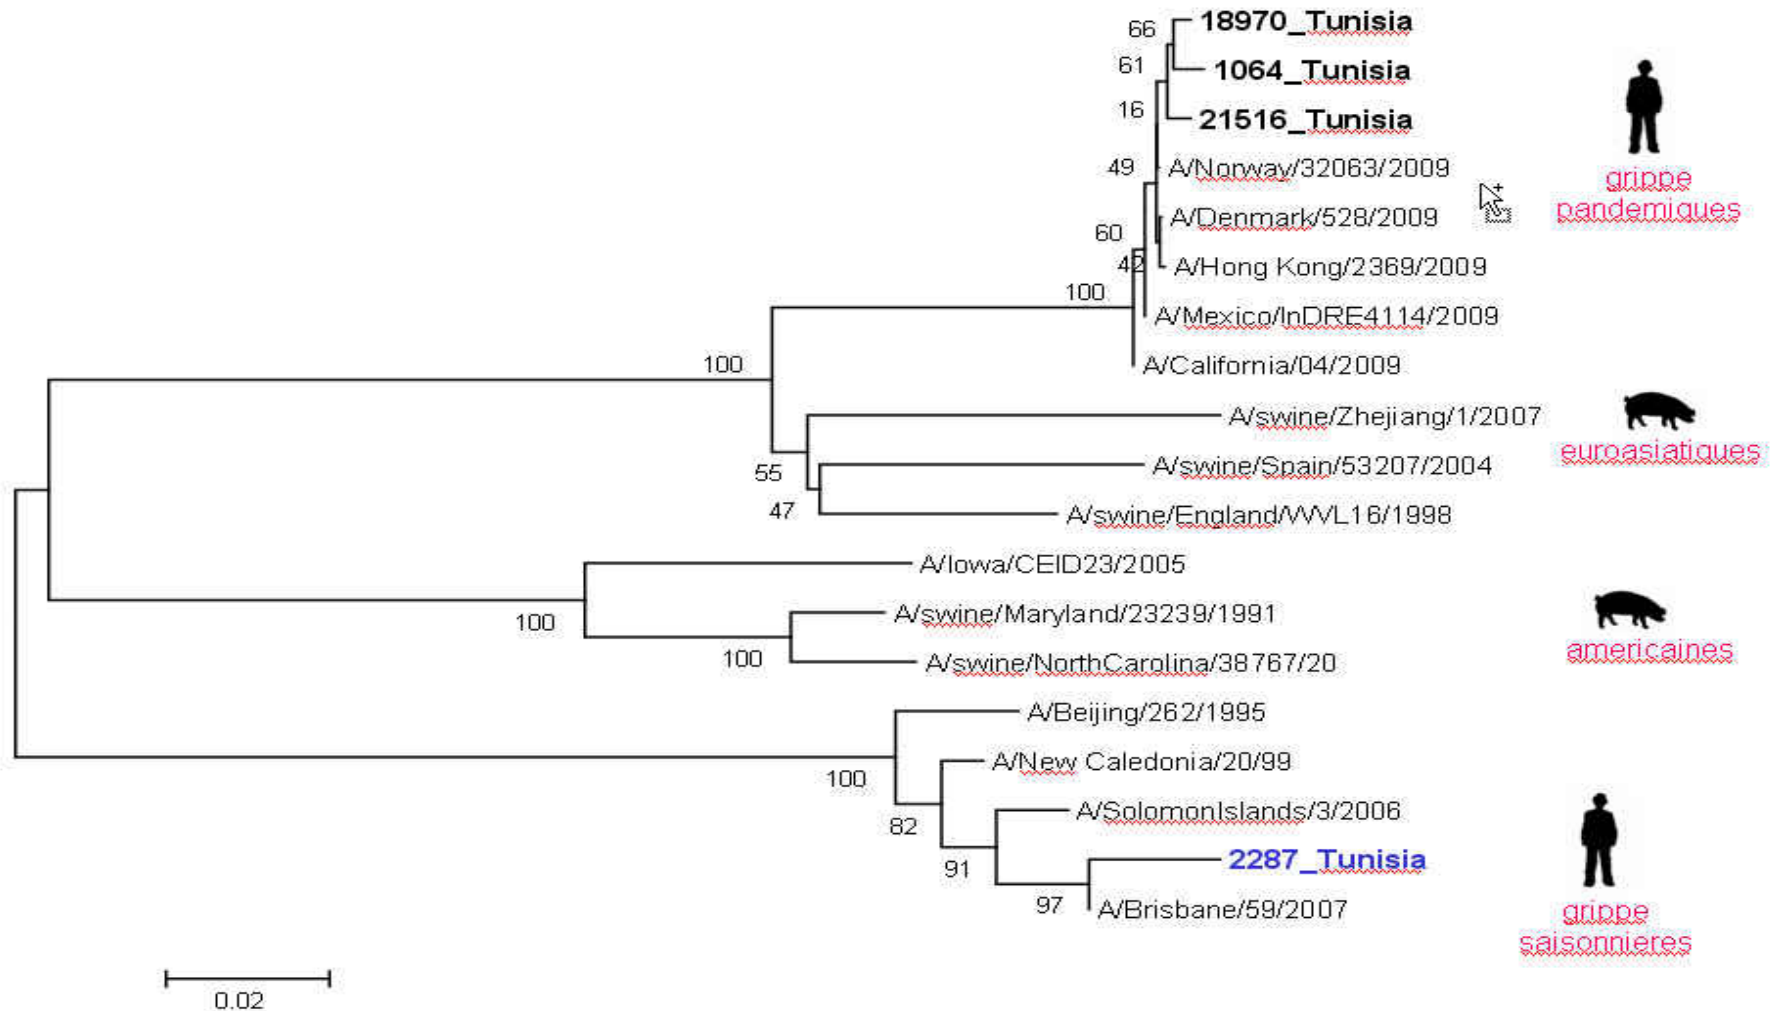 66
18970_Tunisia
61
1064_Tunisia
16
21516_Tunisia
49
A/Norway/32063/2009
grippe
pandemiques
A/Denmark/528/2009
60
42
A/Hong Kong/2369/2009
100
A/Mexico/InDRE4114/2009
100
A/California/04/2009
A/swine/Zhejiang/1/2007
euroasiatiques
55
A/swine/Spain/53207/2004
47
A/swine/England/WVL16/1998
A/Iowa/CEID23/2005
100
A/swine/Maryland/23239/1991
americaines
100
A/swine/NorthCarolina/38767/20
A/Beijing/262/1995
100
A/New Caledonia/20/99
82
A/SolomonIslands/3/2006
91
2287_Tunisia
97
A/Brisbane/59/2007
grippe
saisonnieres
0.02